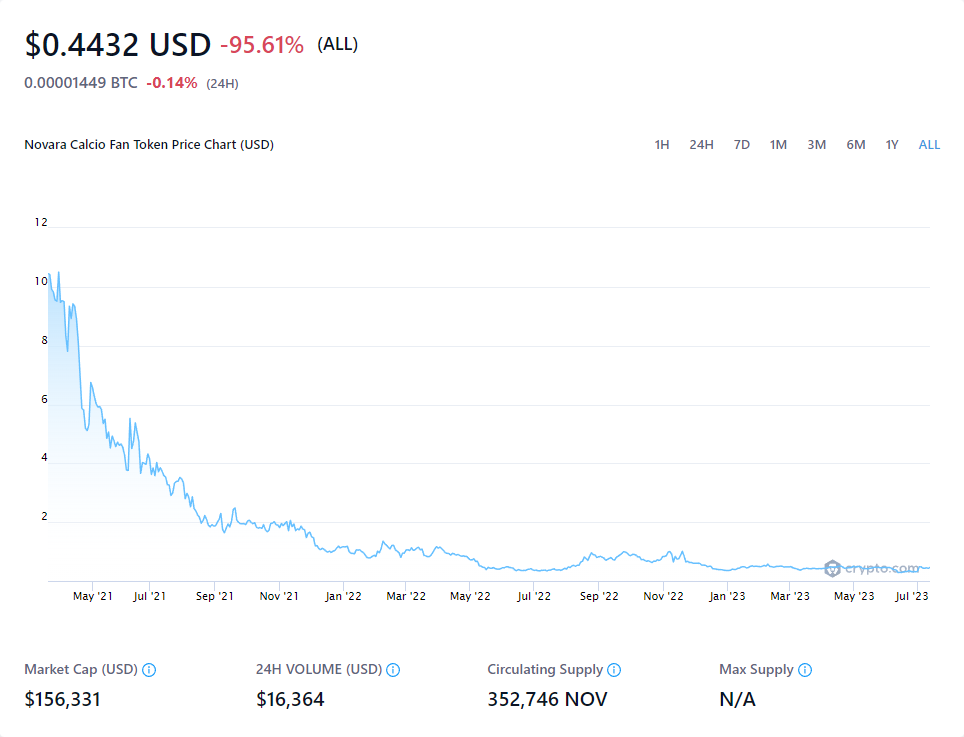 $0.4432 USD -95.61% (ALL)
0.00001449 BTC -0.14% (24H)
Novara Calcio Fan Token Price Chart (USD) 1H 24H 7D 1M 3M 6M 1Y ALL
12
10
8
6
4
2
crypto.com
May '21 Jul '21 Sep '21 Nov '21 Jan '22 Mar '22 May '22 Jul '22 Sep '22 Nov '22 Jan '23 Mar '23 May '23 Jul '23
Market Cap (USD) 24H VOLUME (USD) Circulating Supply Max Supply
$156,331 $16,364 352,746 NOV N/A